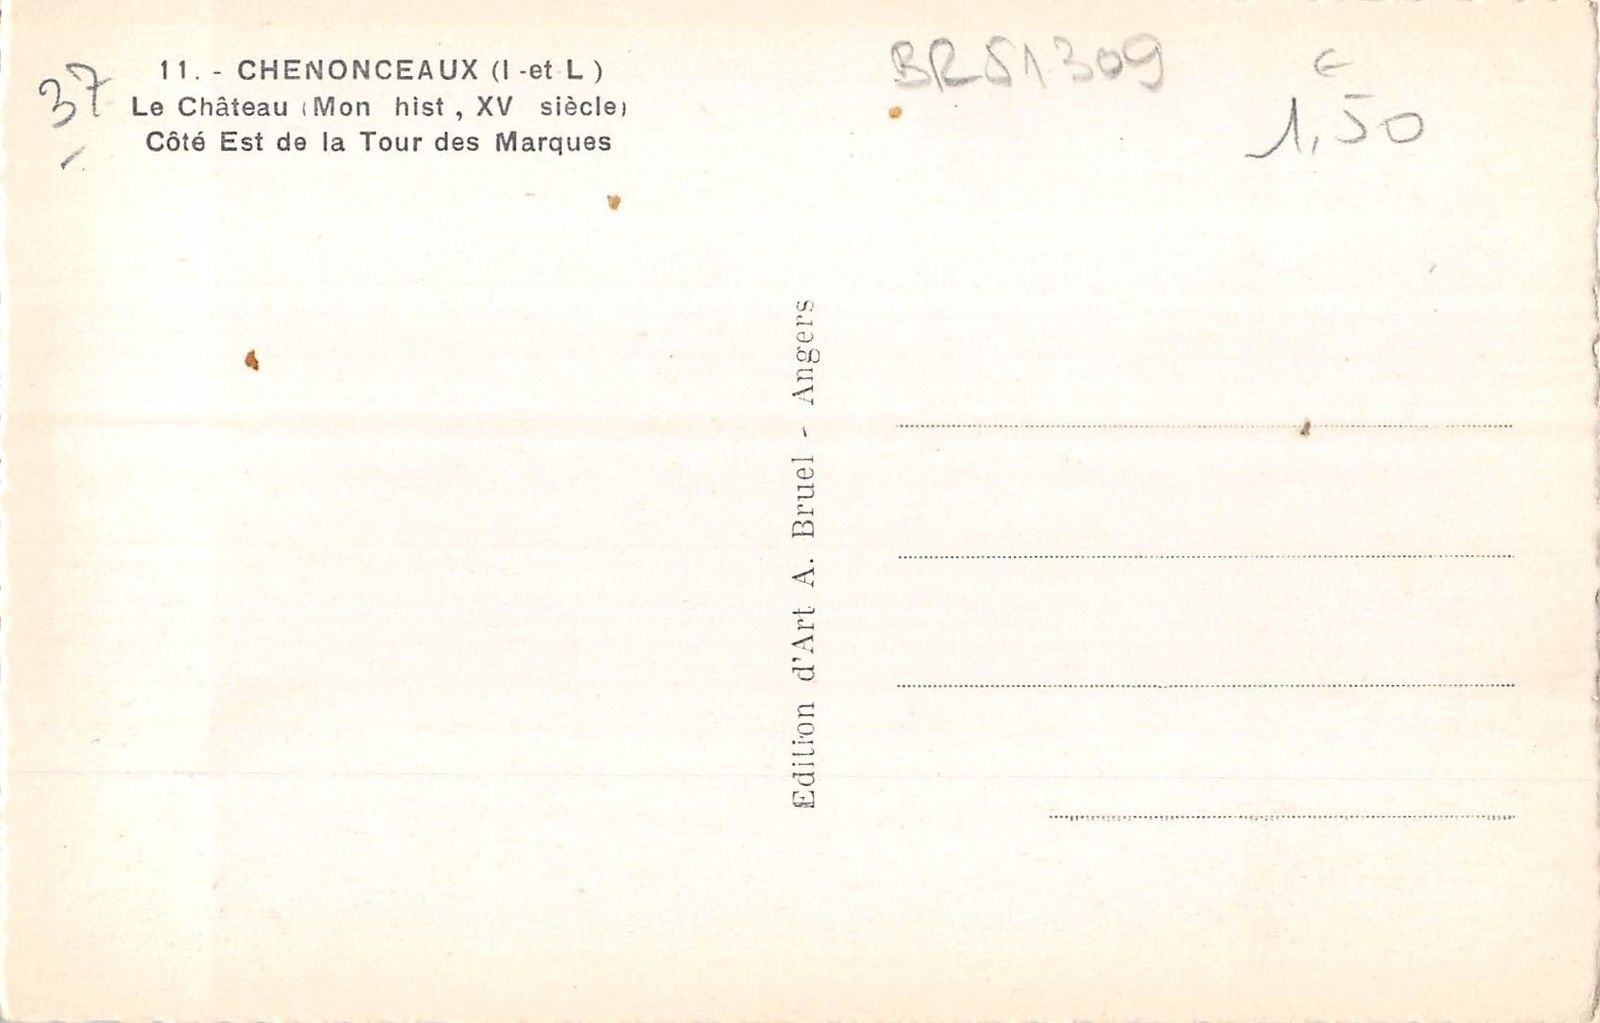 11. - CHENONCEAUX (I -et L )
Le Château (Mon hist , XV siècle)
Côté Est de la Tour des Marques
37
BR51309
€
1,50
Edition d'Art A. Bruel - Angers